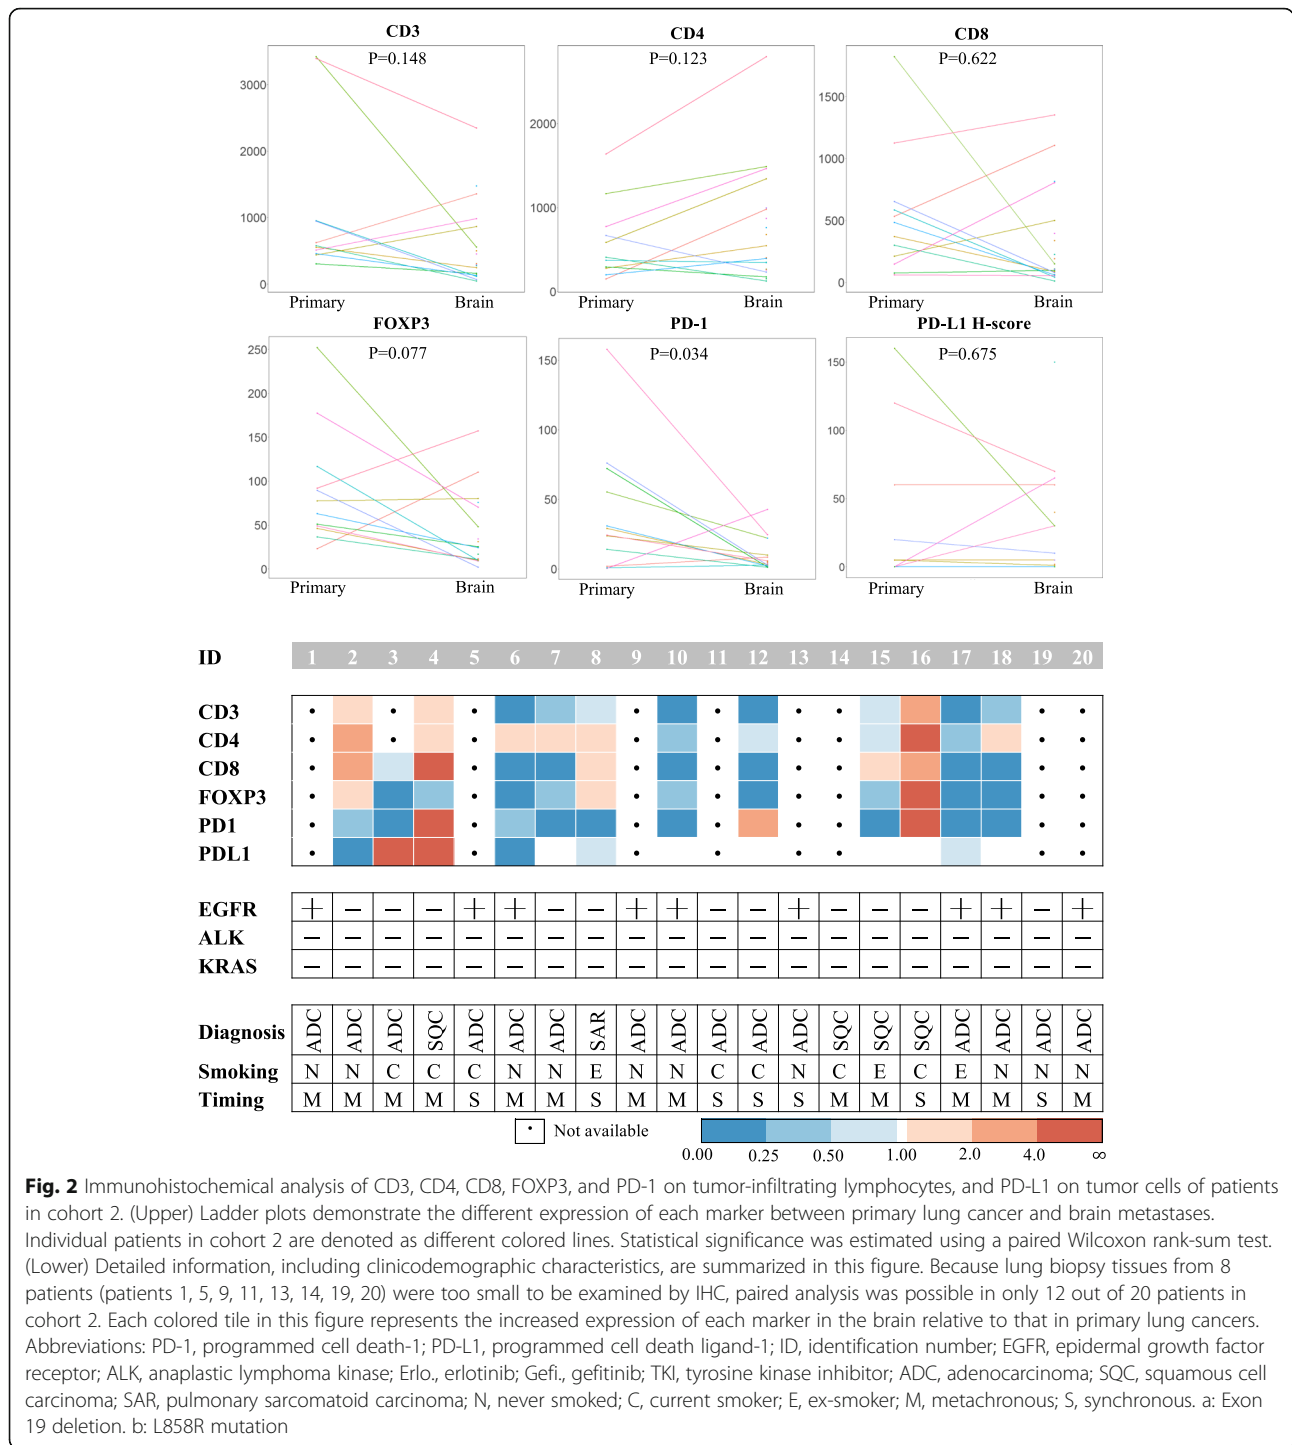 CD3 CD4 CD8
P=0.148 P=0.123 P=0.622
3000
2000
1000
0
2000
1000
0
1500
1000
500
0
Primary Brain Primary Brain Primary Brain
FOXP3 PD-1 PD-L1 H-score
P=0.077 P=0.034 P=0.675
250
200
150
100
50
0
150
100
50
0
150
100
50
0
Primary Brain Primary Brain Primary Brain
ID 1 2 3 4 5 6 7 8 9 10 11 12 13 14 15 16 17 18 19 20
CD3
CD4
CD8
FOXP3
PD1
PDL1
EGFR + − − − + + − − + + − − + − − − + + − +
ALK − − − − − − − − − − − − − − − − − − − −
KRAS − − − − − − − − − − − − − − − − − − − −
Diagnosis ADC ADC ADC SQC ADC ADC ADC SAR ADC ADC ADC ADC ADC SQC SQC SQC ADC ADC ADC ADC
Smoking N N C C C N N E N N C C N C E C E N N N
Timing M M M M S M M S M M S S S M M S M M S M
• Not available
0.00 0.25 0.50 1.00 2.0 4.0 ∞
Fig. 2 Immunohistochemical analysis of CD3, CD4, CD8, FOXP3, and PD-1 on tumor-infiltrating lymphocytes, and PD-L1 on tumor cells of patients
in cohort 2. (Upper) Ladder plots demonstrate the different expression of each marker between primary lung cancer and brain metastases.
Individual patients in cohort 2 are denoted as different colored lines. Statistical significance was estimated using a paired Wilcoxon rank-sum test.
(Lower) Detailed information, including clinicodemographic characteristics, are summarized in this figure. Because lung biopsy tissues from 8
patients (patients 1, 5, 9, 11, 13, 14, 19, 20) were too small to be examined by IHC, paired analysis was possible in only 12 out of 20 patients in
cohort 2. Each colored tile in this figure represents the increased expression of each marker in the brain relative to that in primary lung cancers.
Abbreviations: PD-1, programmed cell death-1; PD-L1, programmed cell death ligand-1; ID, identification number; EGFR, epidermal growth factor
receptor; ALK, anaplastic lymphoma kinase; Erlo., erlotinib; Gefi., gefitinib; TKI, tyrosine kinase inhibitor; ADC, adenocarcinoma; SQC, squamous cell
carcinoma; SAR, pulmonary sarcomatoid carcinoma; N, never smoked; C, current smoker; E, ex-smoker; M, metachronous; S, synchronous. a: Exon
19 deletion. b: L858R mutation